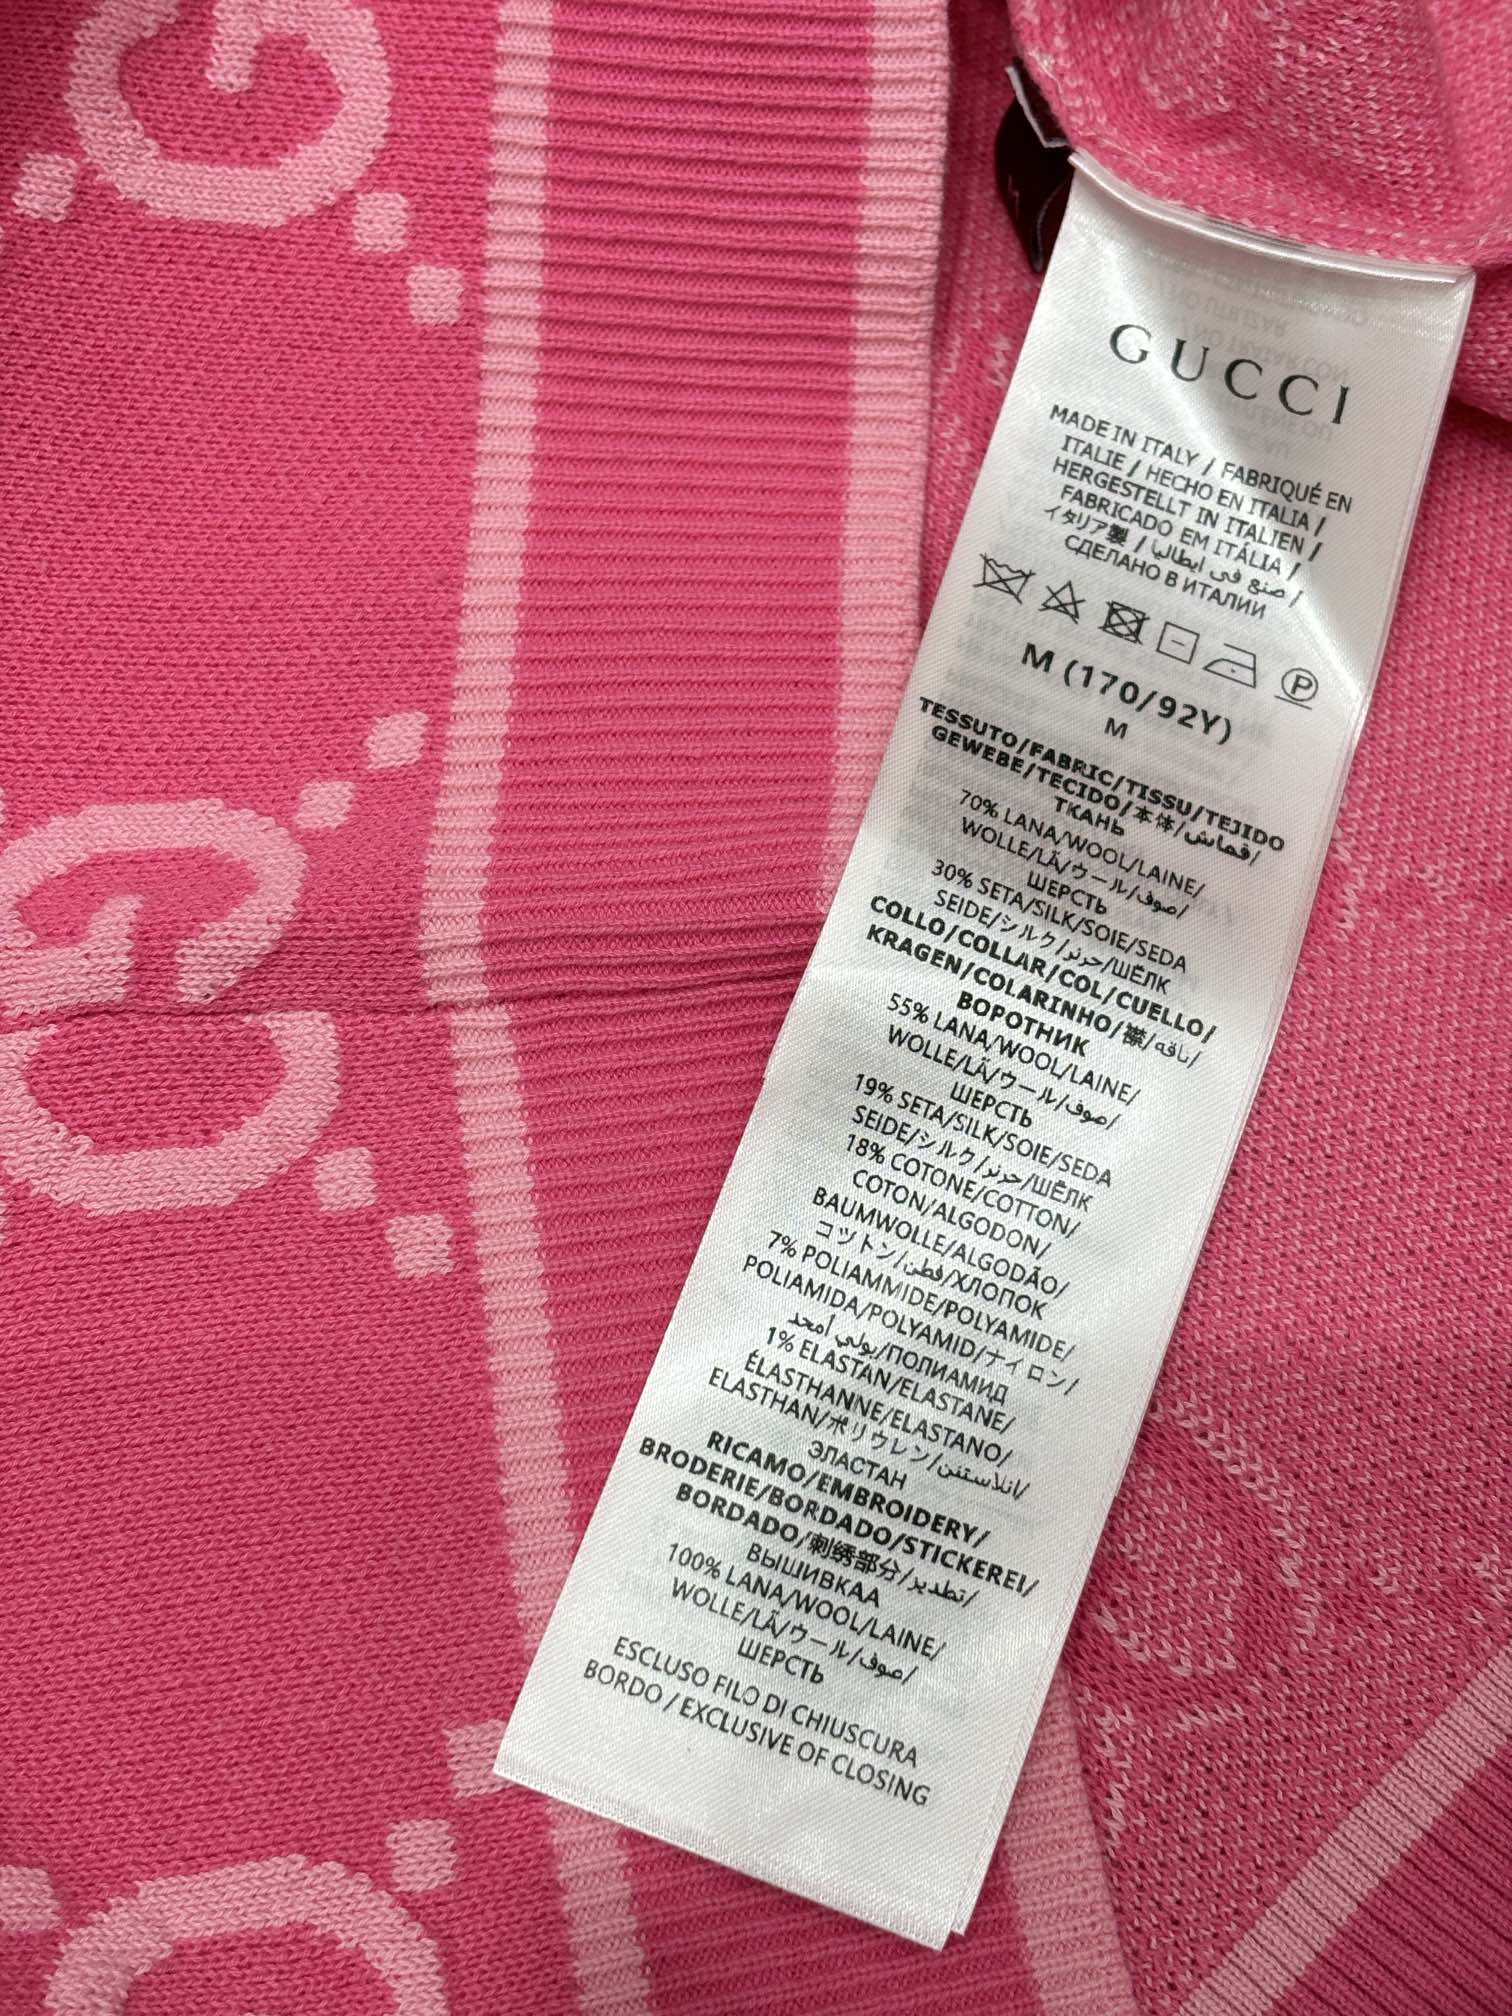 GUCCI
MADE IN ITALY / FABRIQUÉ EN
ITALIE / HECHO EN ITALIA /
HERGESTELLT IN ITALIEN /
FABRICADO EM ITÁLIA /
イタリア製 / صنع في ايطاليا /
СДЕЛАНО В ИТАЛИИ
P
M (170/92Y)
M
TESSUTO/FABRIC/TISSU/TEJIDO
GEWEBE/TECIDO/本体/قماش/
ТКАНЬ
70% LANA/WOOL/LAINE/
WOLLE/LÃ/ウール/صوف/
ШЕРСТЬ
30% SETA/SILK/SOIE/SEDA
SEIDE/シルク/حرير/ШЁЛК
COLLO/COLLAR/COL/CUELLO/
KRAGEN/COLARINHO/襟/ياقه/
ВОРОТНИК
55% LANA/WOOL/LAINE/
WOLLE/LÃ/ウール/صوف/
ШЕРСТЬ
19% SETA/SILK/SOIE/SEDA
SEIDE/シルク/حرير/ШЁЛК
18% COTONE/COTTON/
COTON/ALGODON/
BAUMWOLLE/ALGODÃO/
コットン/قطن/ХЛОПОК
7% POLIAMMIDE/POLYAMIDE/
POLIAMIDA/POLYAMID/ナイロン/
بولي أمجد/ПОЛИАМИД
1% ELASTAN/ELASTANE/
ÉLASTHANNE/ELASTANO/
ELASTHAN/ポリウレン/انلاستنن/
ЭЛАСТАН
RICAMO/EMBROIDERY/
BRODERIE/BORDADO/STICKEREI/
BORDADO/刺绣部分/تطدير/
ВЫШИВКАА
100% LANA/WOOL/LAINE/
WOLLE/LÃ/ウール/صوف/
ШЕРСТЬ
ESCLUSO FILO DI CHIUSCURA
BORDO / EXCLUSIVE OF CLOSING